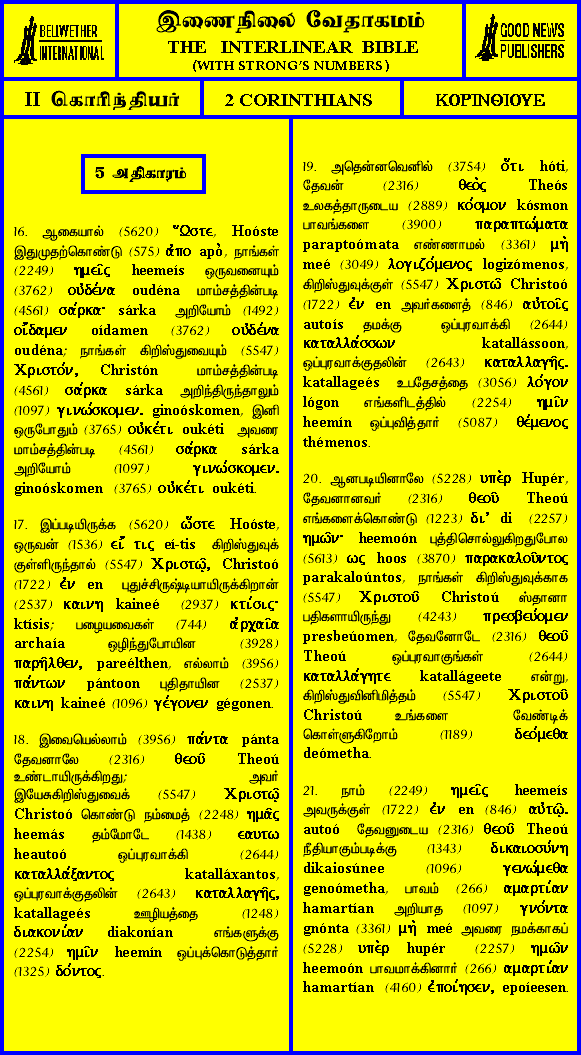 BELLWETHER
INTERNATIONAL
இணைநிலை வேதாகமம்
THE INTERLINEAR BIBLE
(WITH STRONG'S NUMBERS)
GOOD NEWS
PUBLISHERS
II கொரிந்தியர்
2 CORINTHIANS
ΚΟΡΙΝΘΙΟΥΕ
5 அதிகாரம்
16. ஆகையால் (5620) Ὥστε, Hoóste
இதுமுதற்கொண்டு (575) ἀπο apò, நாங்கள்
(2249) ημεῖς heemeís ஒருவனையும்
(3762) οὐδένα oudéna மாம்சத்தின்படி
(4561) σάρκα· sárka அறியோம் (1492)
οἴδαμεν oídamen (3762) οὐδένα
oudéna; நாங்கள் கிறிஸ்துவையும் (5547)
Χριστόν, Christón மாம்சத்தின்படி
(4561) σάρκα sárka அறிந்திருந்தாலும்
(1097) γινώσκομεν. ginoóskomen, இனி
ஒருபோதும் (3765) οὐκέτι oukéti அவரை
மாம்சத்தின்படி (4561) σάρκα sárka
அறியோம் (1097) γινώσκομεν.
ginoóskomen (3765) οὐκέτι oukéti.
17. இப்படியிருக்க (5620) ὥστε Hoóste,
ஒருவன் (1536) εἴ τις eí-tis கிறிஸ்துவுக்
குள்ளிருந்தால் (5547) Χριστῷ, Christoó
(1722) ἐν en புதுச்சிருஷ்டியாயிருக்கிறான்
(2537) καινη kaineé (2937) κτίσις·
ktísis; பழையவைகள் (744) ἀρχαῖα
archaía ஒழிந்துபோயின (3928)
παρῆλθεν, pareélthen, எல்லாம் (3956)
πάντων pántoon புதிதாயின (2537)
καινη kaineé (1096) γέγονεν gégonen.
18. இவையெல்லாம் (3956) πάντα pánta
தேவனாலே (2316) θεοῦ Theoú
உண்டாயிருக்கிறது; அவர்
இயேசுகிறிஸ்துவைக் (5547) Χριστῷ
Christoó கொண்டு நம்மைத் (2248) ημᾶς
heemás தம்மோடே (1438) εαυτω
heautoó ஒப்புரவாக்கி (2644)
καταλλάξαντος katalláxantos,
ஒப்புரவாக்குதலின் (2643) καταλλαγῆς,
katallageés ஊழியத்தை (1248)
διακονίαν diakonían எங்களுக்கு
(2254) ημῖν heemín ஒப்புக்கொடுத்தார்
(1325) δόντος.
19. அதென்னவெனில் (3754) ὅτι hóti,
தேவன் (2316) θεὸς Theós
உலகத்தாருடைய (2889) κόσμον kósmon
பாவங்களை (3900) παραπτώματα
paraptoómata எண்ணாமல் (3361) μὴ
meé (3049) λογιζόμενος logizómenos,
கிறிஸ்துவுக்குள் (5547) Χριστῶ Christoó
(1722) ἐν en அவர்களைத் (846) αὐτοῖς
autoís தமக்கு ஒப்புரவாக்கி (2644)
καταλλάσσων katallássoon,
ஒப்புரவாக்குதலின் (2643) καταλλαγῆς.
katallageés உபதேசத்தை (3056) λόγον
lógon எங்களிடத்தில் (2254) ημῖν
heemín ஒப்புவித்தார் (5087) θέμενος
thémenos.
20. ஆனபடியினாலே (5228) υπὲρ Hupér,
தேவனானவர் (2316) θεοῦ Theoú
எங்களைக்கொண்டு (1223) δι' di (2257)
ημῶν· heemoón புத்திசொல்லுகிறதுபோல
(5613) ως hoos (3870) παρακαλοῦντος
parakaloúntos, நாங்கள் கிறிஸ்துவுக்காக
(5547) Χριστοῦ Christoú ஸ்தானா
பதிகளாயிருந்து (4243) πρεσβεύομεν
presbeúomen, தேவனோடே (2316) θεοῦ
Theoú ஒப்புரவாகுங்கள் (2644)
καταλλάγητε katallágeete என்று,
கிறிஸ்துவினிமித்தம் (5547) Χριστοῦ
Christoú உங்களை வேண்டிக்
கொள்ளுகிறோம் (1189) δεόμεθα
deómetha.
21. நாம் (2249) ημεῖς heemeís
அவருக்குள் (1722) ἐν en (846) αὐτῷ.
autoó தேவனுடைய (2316) θεοῦ Theoú
நீதியாகும்படிக்கு (1343) δικαιοσύνη
dikaiosúnee (1096) γενώμεθα
genoómetha, பாவம் (266) αμαρτίαν
hamartían அறியாத (1097) γνόντα
gnónta (3361) μὴ meé அவரை நமக்காகப்
(5228) υπὲρ hupér (2257) ημῶν
heemoón பாவமாக்கினார் (266) αμαρτίαν
hamartían (4160) ἐποίησεν, epoíeesen.